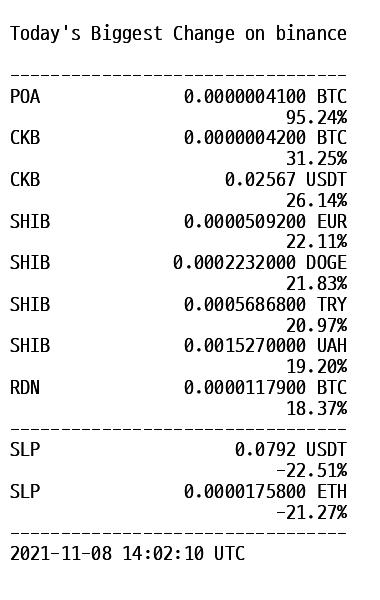 Today's Biggest Change on binance
---------------------------------
POA 0.0000004100 BTC
95.24%
CKB 0.0000004200 BTC
31.25%
CKB 0.02567 USDT
26.14%
SHIB 0.0000509200 EUR
22.11%
SHIB 0.0002232000 DOGE
21.83%
SHIB 0.0005686800 TRY
20.97%
SHIB 0.0015270000 UAH
19.20%
RDN 0.0000117900 BTC
18.37%
---------------------------------
SLP 0.0792 USDT
-22.51%
SLP 0.0000175800 ETH
-21.27%
---------------------------------
2021-11-08 14:02:10 UTC